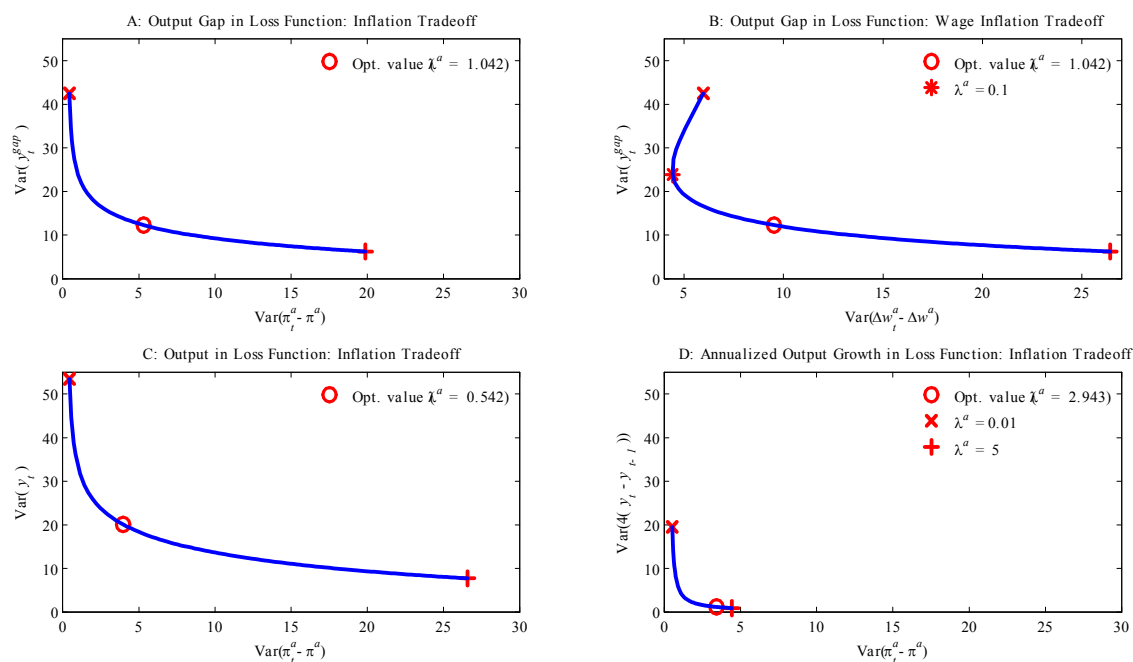 A: Output Gap in Loss Function: Inflation Tradeoff
50
40
30
20
10
0
Var(y_t^gap)
Opt. value (λ^a = 1.042)
0 5 10 15 20 25 30
Var(π_t^a - π^a)
B: Output Gap in Loss Function: Wage Inflation Tradeoff
50
40
30
20
10
0
Var(y_t^gap)
Opt. value (λ^a = 1.042)
λ^a = 0.1
5 10 15 20 25
Var(Δw_t^a - Δw^a)
C: Output in Loss Function: Inflation Tradeoff
50
40
30
20
10
0
Var(y_t)
Opt. value (λ^a = 0.542)
0 5 10 15 20 25 30
Var(π_t^a - π^a)
D: Annualized Output Growth in Loss Function: Inflation Tradeoff
50
40
30
20
10
0
Var(4(y_t - y_{t-1}))
Opt. value (λ^a = 2.943)
λ^a = 0.01
λ^a = 5
0 5 10 15 20 25 30
Var(π_t^a - π^a)